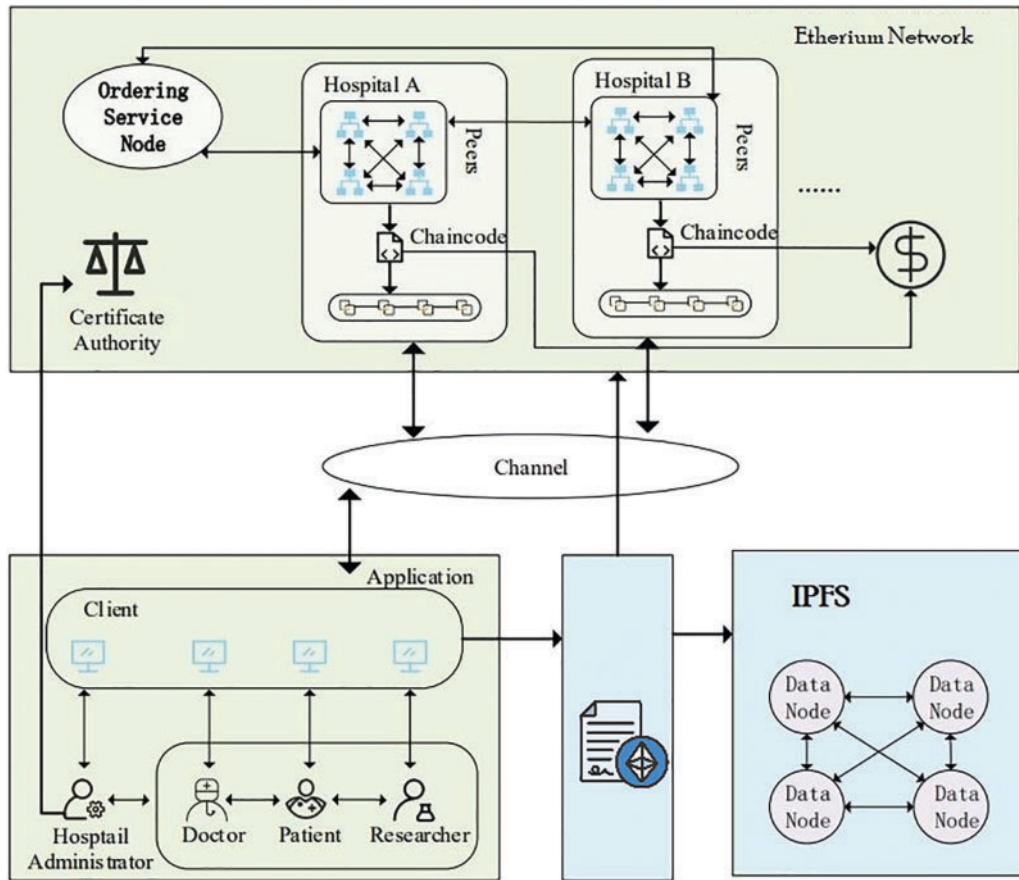 Etherium Network
Ordering
Service
Node
Hospital A
Peers
Hospital B
Peers
......
Chaincode
Chaincode
Certificate
Authority
Channel
Application
Client
IPFS
Data
Node
Data
Node
Data
Node
Data
Node
Hosptail
Administrator
Doctor
Patient
Researcher